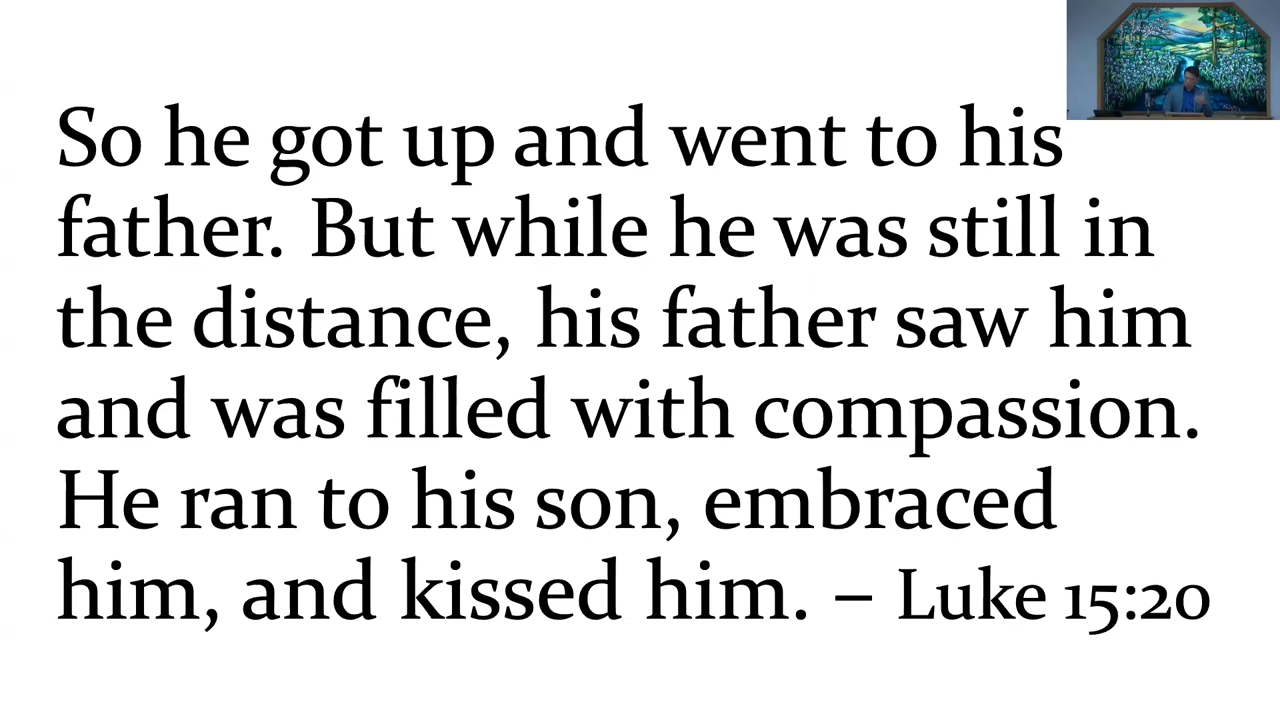 So he got up and went to his
father. But while he was still in
the distance, his father saw him
and was filled with compassion.
He ran to his son, embraced
him, and kissed him. – Luke 15:20